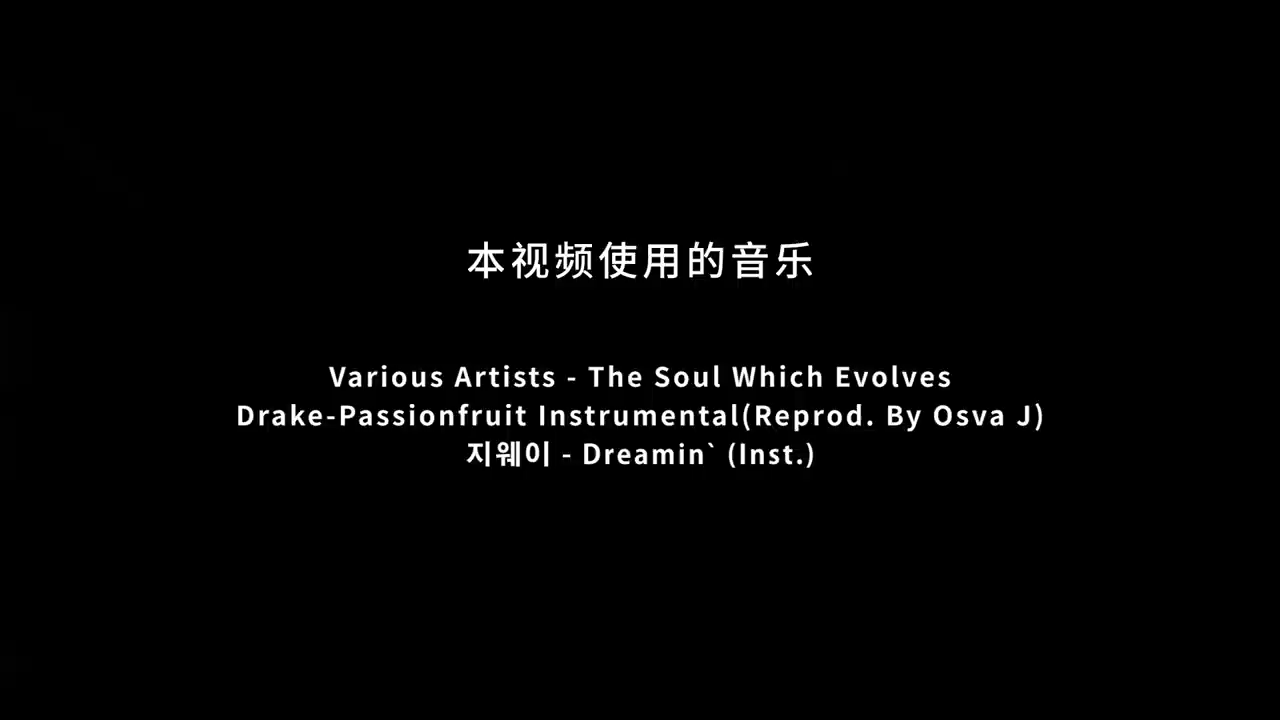 本视频使用的音乐
Various Artists - The Soul Which Evolves
Drake-Passionfruit Instrumental(Reprod. By Osva J)
지웨이 - Dreamin` (Inst.)